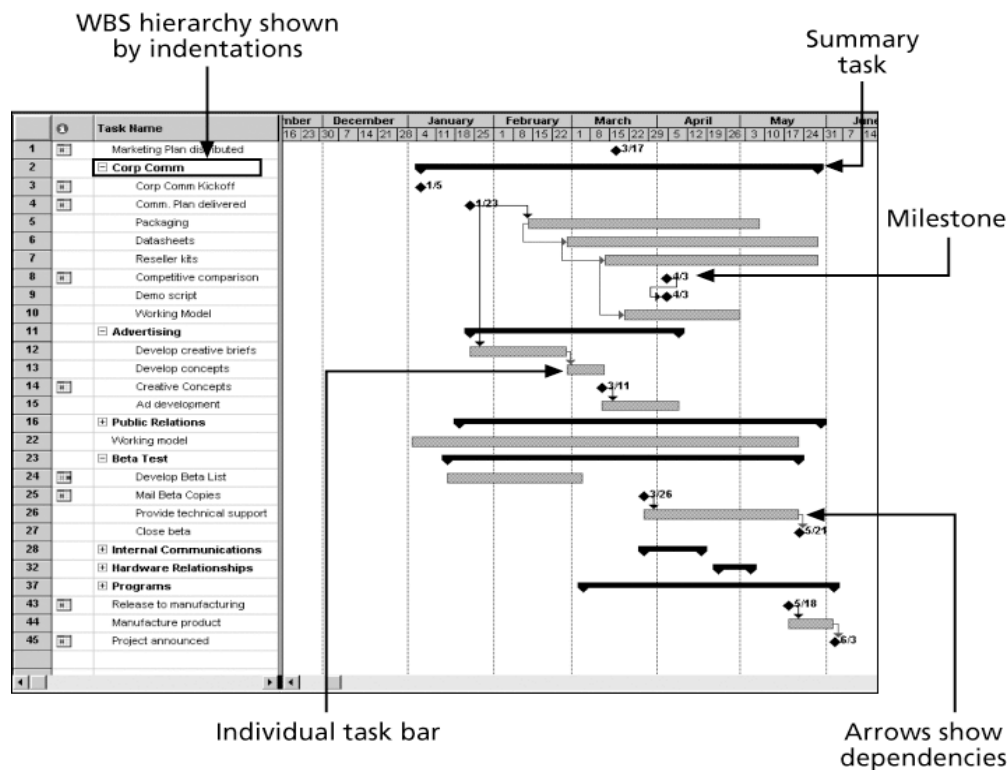 WBS hierarchy shown
by indentations
Summary
task
Task Name
mber December January February March April May June
16 23 30 7 14 21 28 4 11 18 25 1 8 15 22 1 8 15 22 29 5 12 19 26 3 10 17 24 31 7 14
1 Marketing Plan distributed 3/17
2 Corp Comm
3 Corp Comm Kickoff 1/5
4 Comm. Plan delivered 1/23
5 Packaging
6 Datasheets
7 Reseller kits
8 Competitive comparison 4/3
9 Demo script 4/3
10 Working Model
11 Advertising
12 Develop creative briefs
13 Develop concepts
14 Creative Concepts 3/11
15 Ad development
16 Public Relations
22 Working model
23 Beta Test
24 Develop Beta List
25 Mail Beta Copies 3/26
26 Provide technical support
27 Close beta 5/21
28 Internal Communications
32 Hardware Relationships
37 Programs
43 Release to manufacturing 5/18
44 Manufacture product
45 Project announced 6/3
Milestone
Individual task bar
Arrows show
dependencies